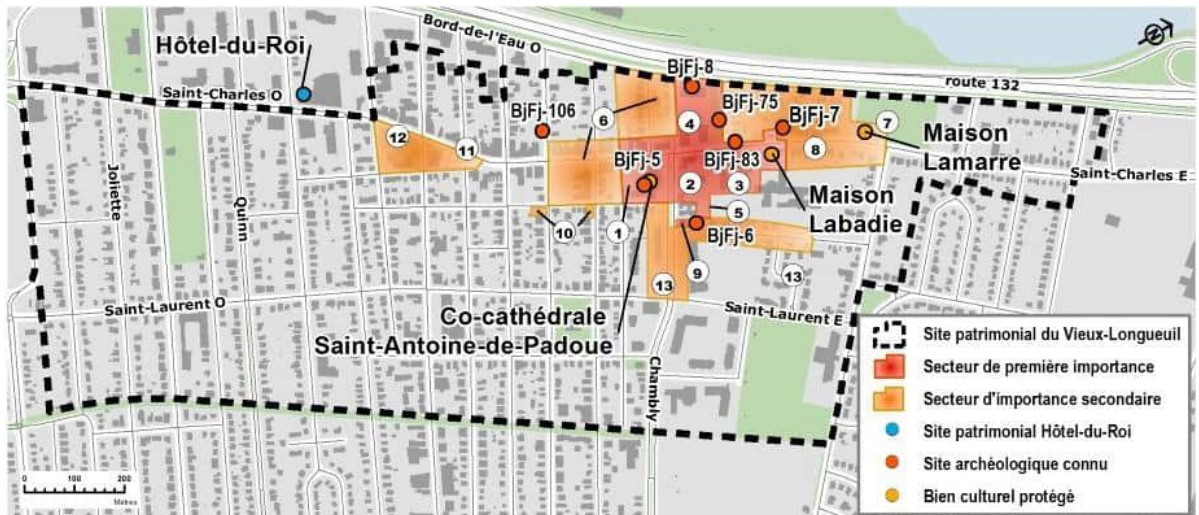 Bord-de-l'Eau O
Hôtel-du-Roi
route 132
Saint-Charles O
BjFj-8
BjFj-106
6
BjFj-75
4
BjFj-7
7
Maison
Lamarre
12
11
BjFj-5
BjFj-83
8
Saint-Charles E
Joliette
Quinn
2
3
Maison
Labadie
10
1
5
BjFj-6
9
13
13
Saint-Laurent O
Saint-Laurent E
Co-cathédrale
Saint-Antoine-de-Padoue
Chambly
Site patrimonial du Vieux-Longueuil
Secteur de première importance
Secteur d'importance secondaire
Site patrimonial Hôtel-du-Roi
Site archéologique connu
Bien culturel protégé
0 100 200
Mètres